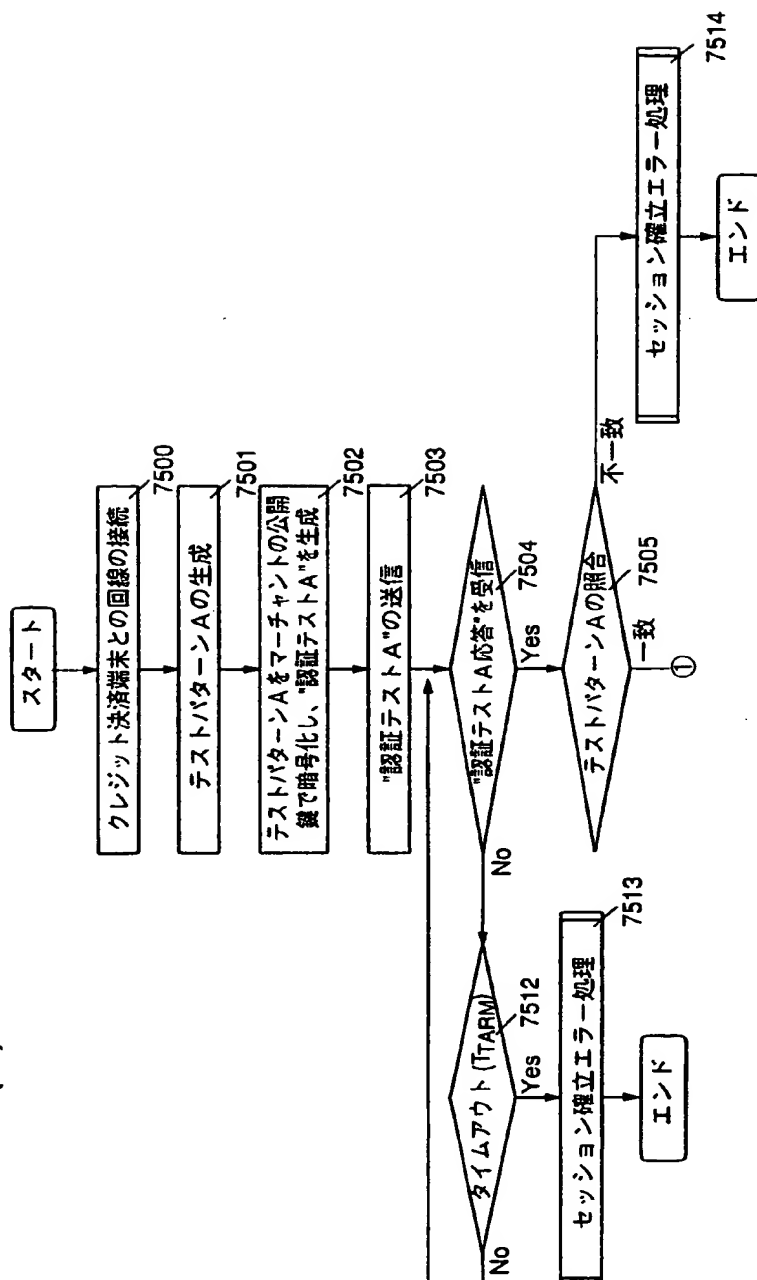 スタート
クレジット決済端末との回線の接続
7500
テストパターンAの生成
7501
テストパターンAをマーチャントの公開
鍵で暗号化し、"認証テストA"を生成
7502
"認証テストA"の送信
7503
"認証テストA応答"を受信
7504
No
Yes
タイムアウト(TTARM)
7512
No
Yes
セッション確立エラー処理
7513
エンド
テストパターンAの照合
7505
一致
①
不一致
セッション確立エラー処理
7514
エンド